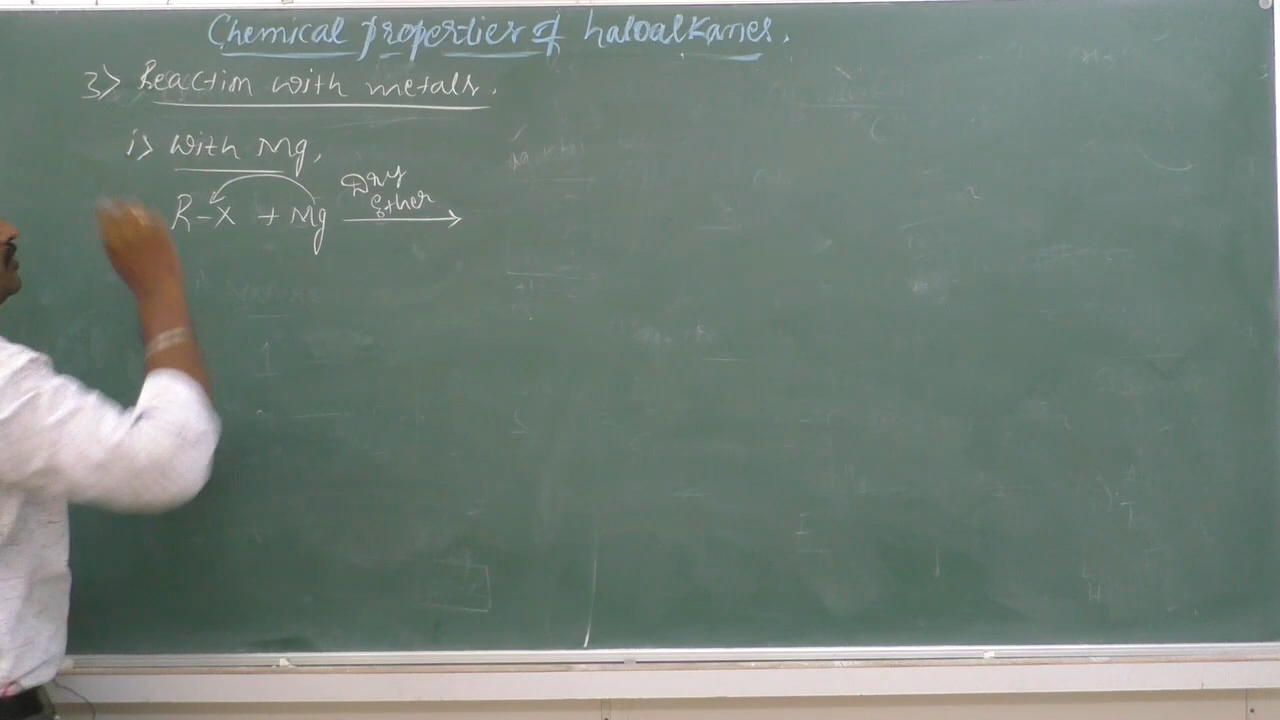 Chemical properties of haloalkanes.
3> Reaction with metals.
i> With Mg,
Dry
Ether
R-X + Mg →